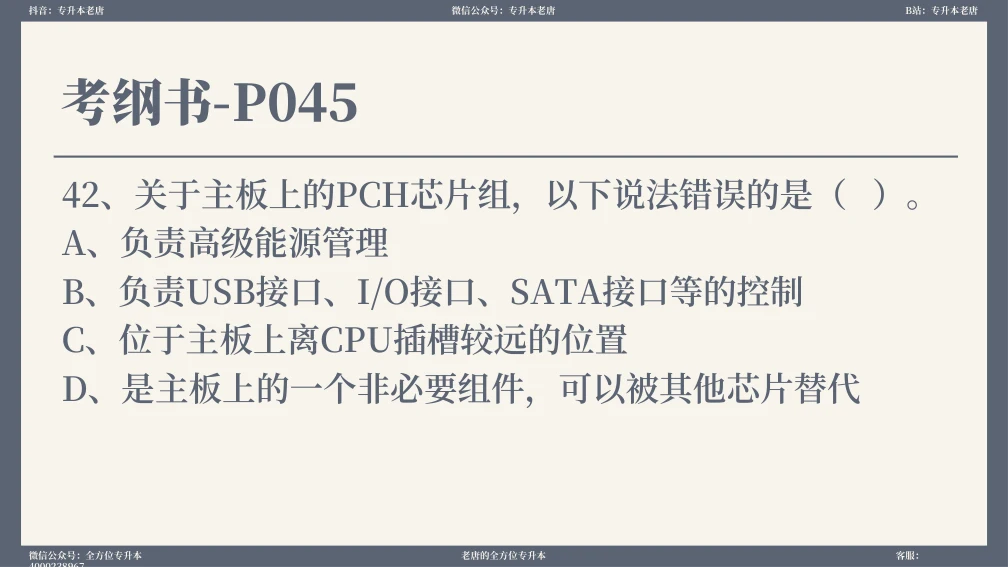 抖音：专升本老唐
微信公众号：专升本老唐
B站：专升本老唐
考纲书-P045
42、关于主板上的PCH芯片组，以下说法错误的是（  ）。
A、负责高级能源管理
B、负责USB接口、I/O接口、SATA接口等的控制
C、位于主板上离CPU插槽较远的位置
D、是主板上的一个非必要组件，可以被其他芯片替代
微信公众号：全方位专升本
老唐的全方位专升本
客服：
4000238967